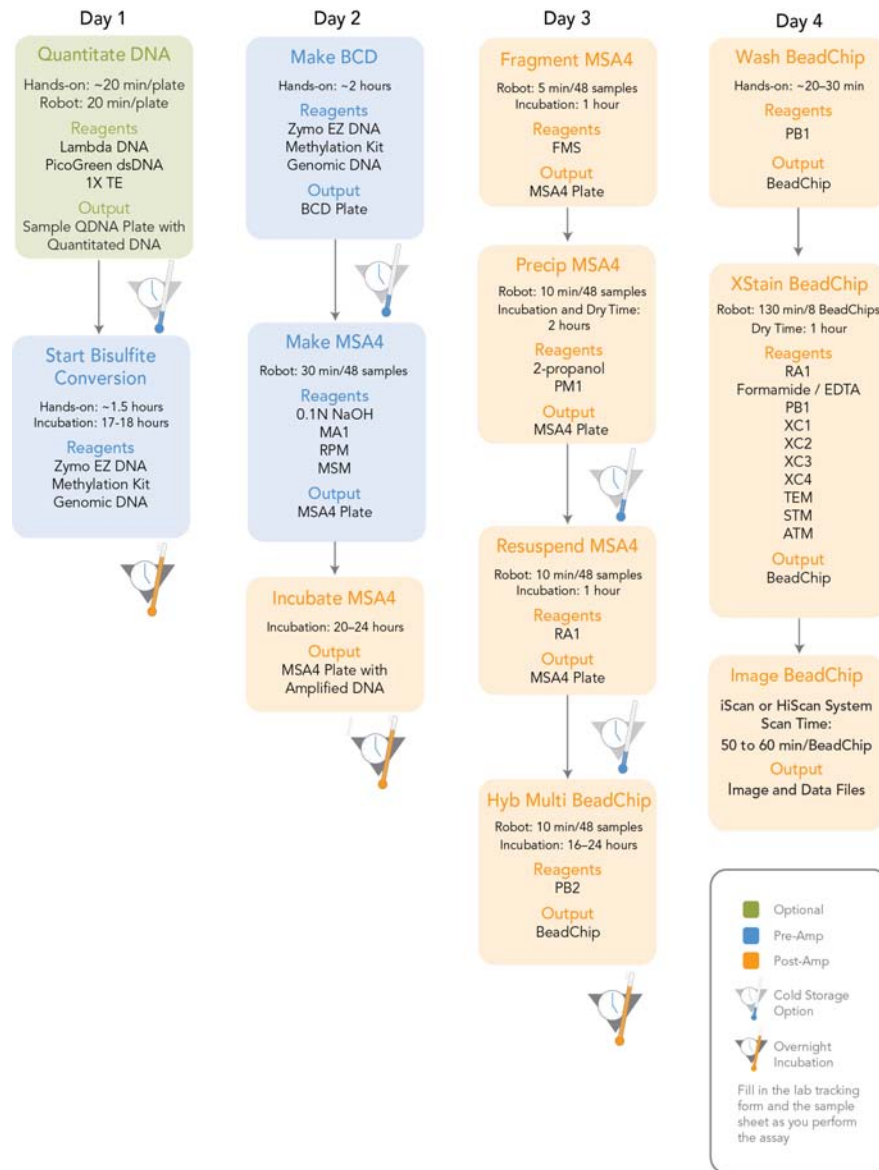 Day 1
Quantitate DNA
Hands-on: ~20 min/plate
Robot: 20 min/plate
Reagents
Lambda DNA
PicoGreen dsDNA
1X TE
Output
Sample QDNA Plate with
Quantitated DNA
Start Bisulfite
Conversion
Hands-on: ~1.5 hours
Incubation: 17-18 hours
Reagents
Zymo EZ DNA
Methylation Kit
Genomic DNA
Day 2
Make BCD
Hands-on: ~2 hours
Reagents
Zymo EZ DNA
Methylation Kit
Genomic DNA
Output
BCD Plate
Make MSA4
Robot: 30 min/48 samples
Reagents
0.1N NaOH
MA1
RPM
MSM
Output
MSA4 Plate
Incubate MSA4
Incubation: 20–24 hours
Output
MSA4 Plate with
Amplified DNA
Day 3
Fragment MSA4
Robot: 5 min/48 samples
Incubation: 1 hour
Reagents
FMS
Output
MSA4 Plate
Precip MSA4
Robot: 10 min/48 samples
Incubation and Dry Time:
2 hours
Reagents
2-propanol
PM1
Output
MSA4 Plate
Resuspend MSA4
Robot: 10 min/48 samples
Incubation: 1 hour
Reagents
RA1
Output
MSA4 Plate
Hyb Multi BeadChip
Robot: 10 min/48 samples
Incubation: 16–24 hours
Reagents
PB2
Output
BeadChip
Day 4
Wash BeadChip
Hands-on: ~20–30 min
Reagents
PB1
Output
BeadChip
XStain BeadChip
Robot: 130 min/8 BeadChips
Dry Time: 1 hour
Reagents
RA1
Formamide / EDTA
PB1
XC1
XC2
XC3
XC4
TEM
STM
ATM
Output
BeadChip
Image BeadChip
iScan or HiScan System
Scan Time:
50 to 60 min/BeadChip
Output
Image and Data Files
Optional
Pre-Amp
Post-Amp
Cold Storage
Option
Overnight
Incubation
Fill in the lab tracking
form and the sample
sheet as you perform
the assay